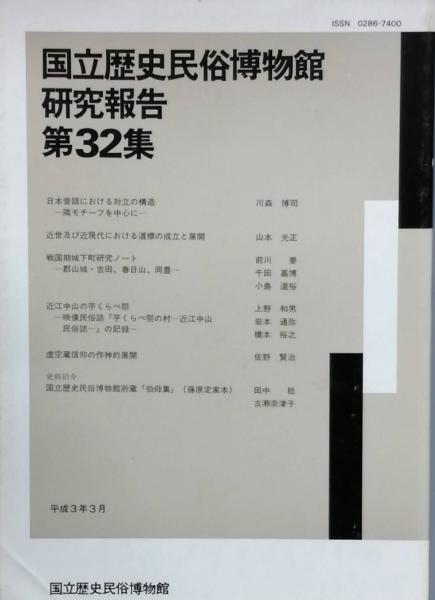 ISSN 0286-7400
国立歴史民俗博物館
研究報告
第32集
日本昔話における対立の構造 川森 博司
―隣モチーフを中心に―
近世及び近現代における道標の成立と展開 山本 光正
戦国期城下町研究ノート 前川 要
―郡山城・吉田、春日山、岡豊― 千田 嘉博
小島 道裕
近江中山の芋くらべ祭 上野 和男
―映像民俗誌『芋くらべ祭の村―近江中山 岩本 通弥
民俗誌―』の記録― 橋本 裕之
虚空蔵信仰の作神的展開 佐野 賢治
史料紹介
国立歴史民俗博物館所蔵「伯母集」(藤原定家本) 田中 稔
古瀬奈津子
平成3年3月
国立歴史民俗博物館